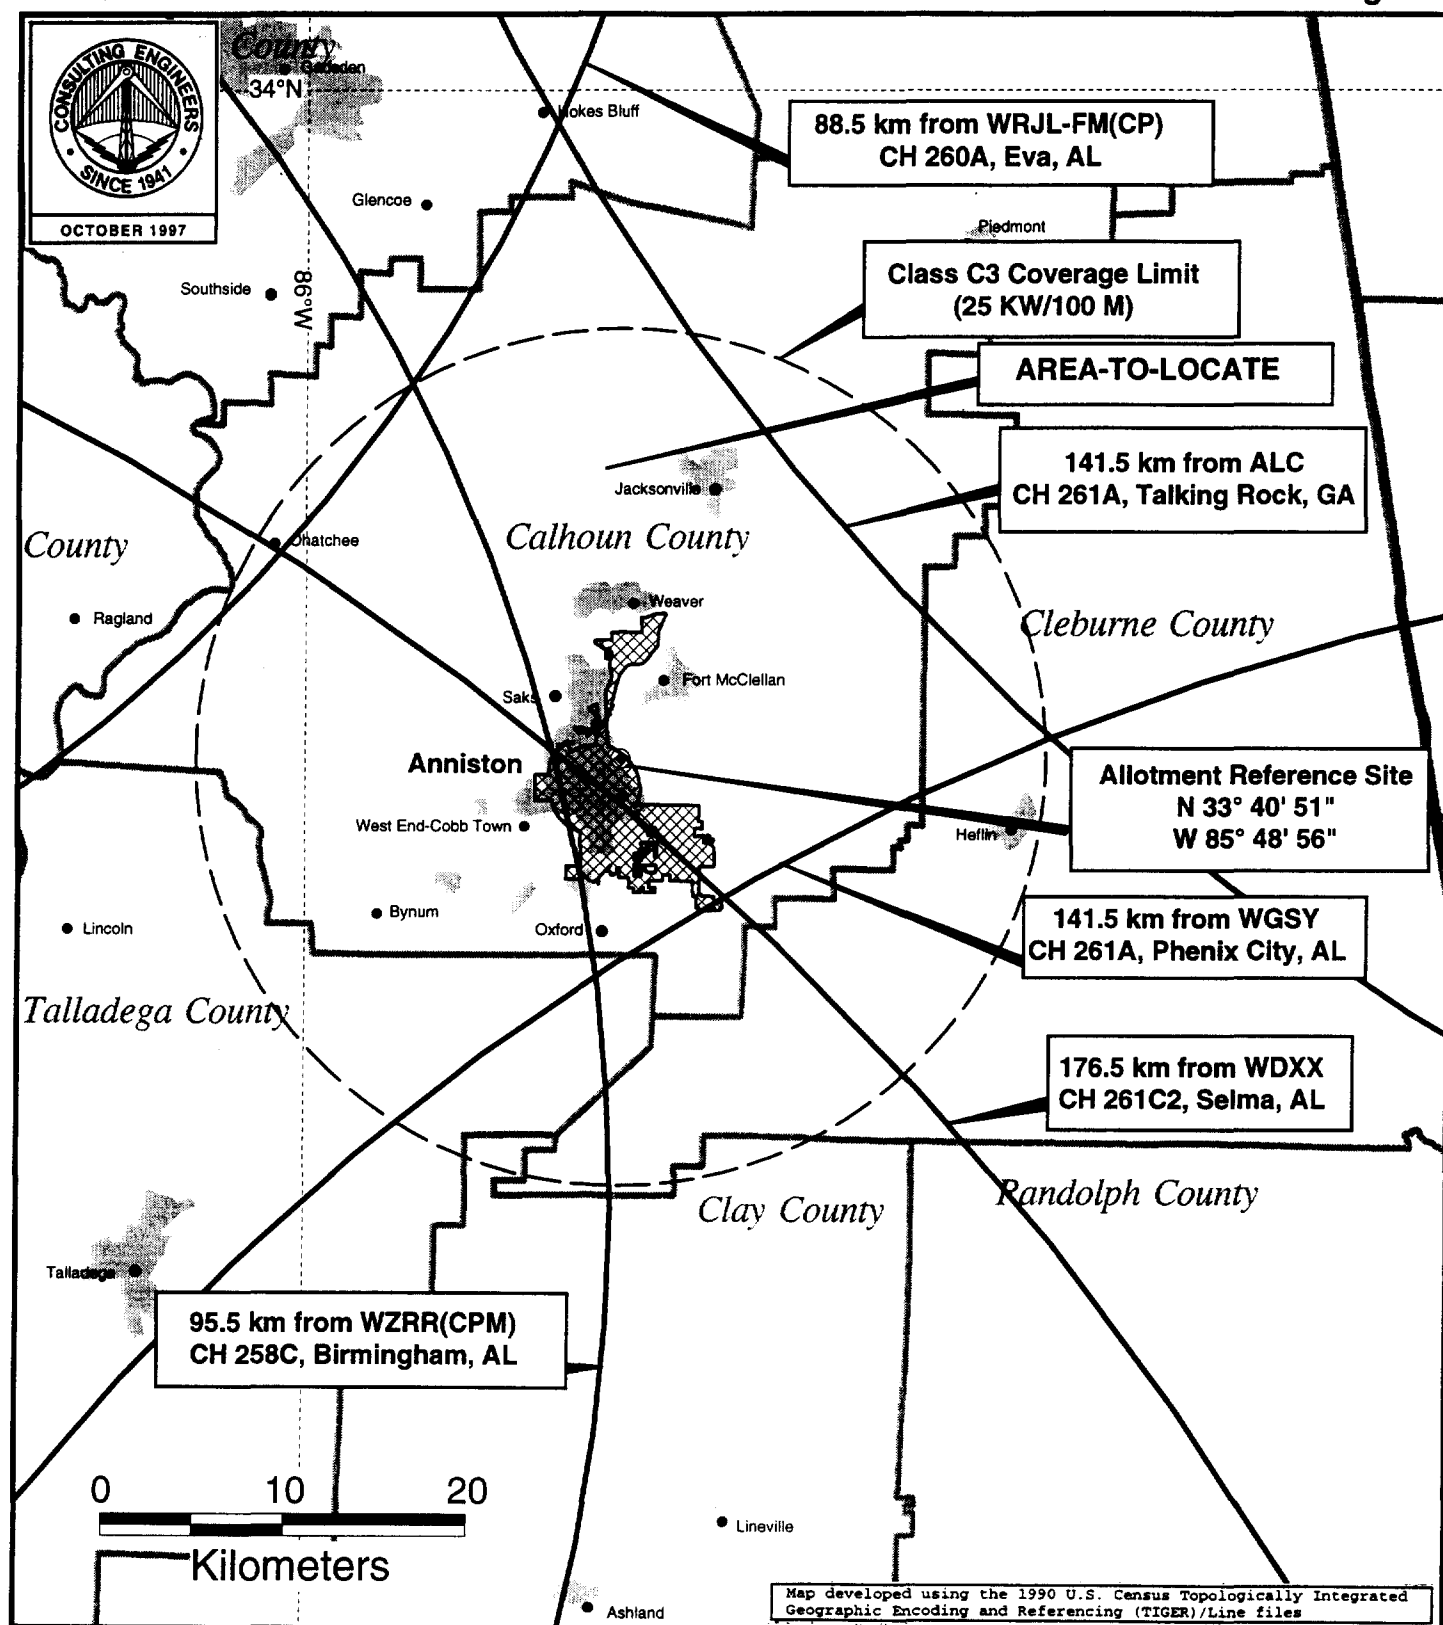 CONSULTING ENGINEERS
SINCE 1941
OCTOBER 1997
County
Gadsden
34°N
Hokes Bluff
88.5 km from WRJL-FM(CP)
CH 260A, Eva, AL
Glencoe
Piedmont
Southside
86°W
Class C3 Coverage Limit
(25 KW/100 M)
AREA-TO-LOCATE
141.5 km from ALC
CH 261A, Talking Rock, GA
Jacksonville
County
Ohatchee
Calhoun County
Ragland
Weaver
Cleburne County
Fort McClellan
Saks
Anniston
Allotment Reference Site
N 33° 40' 51"
W 85° 48' 56"
West End-Cobb Town
Heflin
Bynum
Lincoln
Oxford
141.5 km from WGSY
CH 261A, Phenix City, AL
Talladega County
176.5 km from WDXX
CH 261C2, Selma, AL
Clay County
Randolph County
Talladega
95.5 km from WZRR(CPM)
CH 258C, Birmingham, AL
0 10 20
Kilometers
Lineville
Ashland
Map developed using the 1990 U.S. Census Topologically Integrated
Geographic Encoding and Referencing (TIGER)/Line files